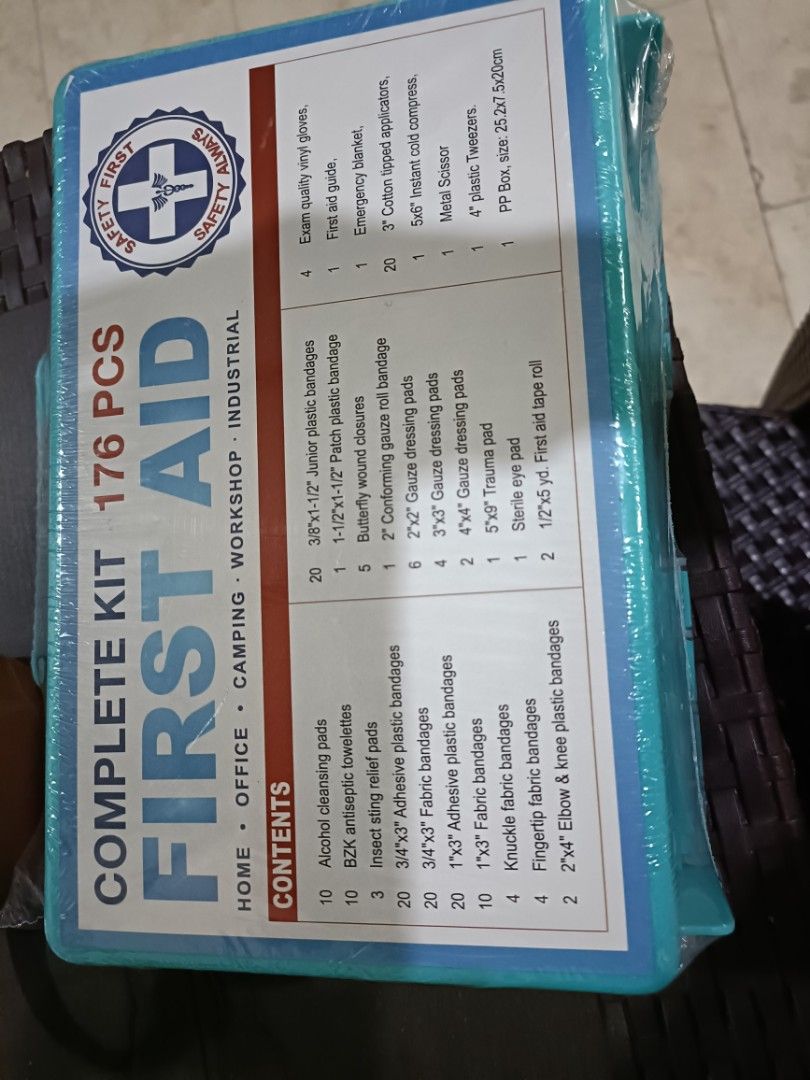 COMPLETE KIT 176 PCS
FIRST AID
HOME • OFFICE • CAMPING · WORKSHOP · INDUSTRIAL
SAFETY FIRST
SAFETY ALWAYS
CONTENTS
10 Alcohol cleansing pads
10 BZK antiseptic towelettes
3 Insect sting relief pads
20 3/4"x3" Adhesive plastic bandages
20 3/4"x3" Fabric bandages
20 1"x3" Adhesive plastic bandages
10 1"x3" Fabric bandages
4 Knuckle fabric bandages
4 Fingertip fabric bandages
2 2"x4" Elbow & knee plastic bandages
20 3/8"x1-1/2" Junior plastic bandages
1 1-1/2"x1-1/2" Patch plastic bandage
5 Butterfly wound closures
1 2" Conforming gauze roll bandage
6 2"x2" Gauze dressing pads
4 3"x3" Gauze dressing pads
2 4"x4" Gauze dressing pads
1 5"x9" Trauma pad
1 Sterile eye pad
2 1/2"x5 yd. First aid tape roll
4 Exam quality vinyl gloves,
1 First aid guide,
1 Emergency blanket,
20 3" Cotton tipped applicators,
1 5x6" Instant cold compress,
1 Metal Scissor
1 4" plastic Tweezers.
1 PP Box, size: 25.2x7.5x20cm